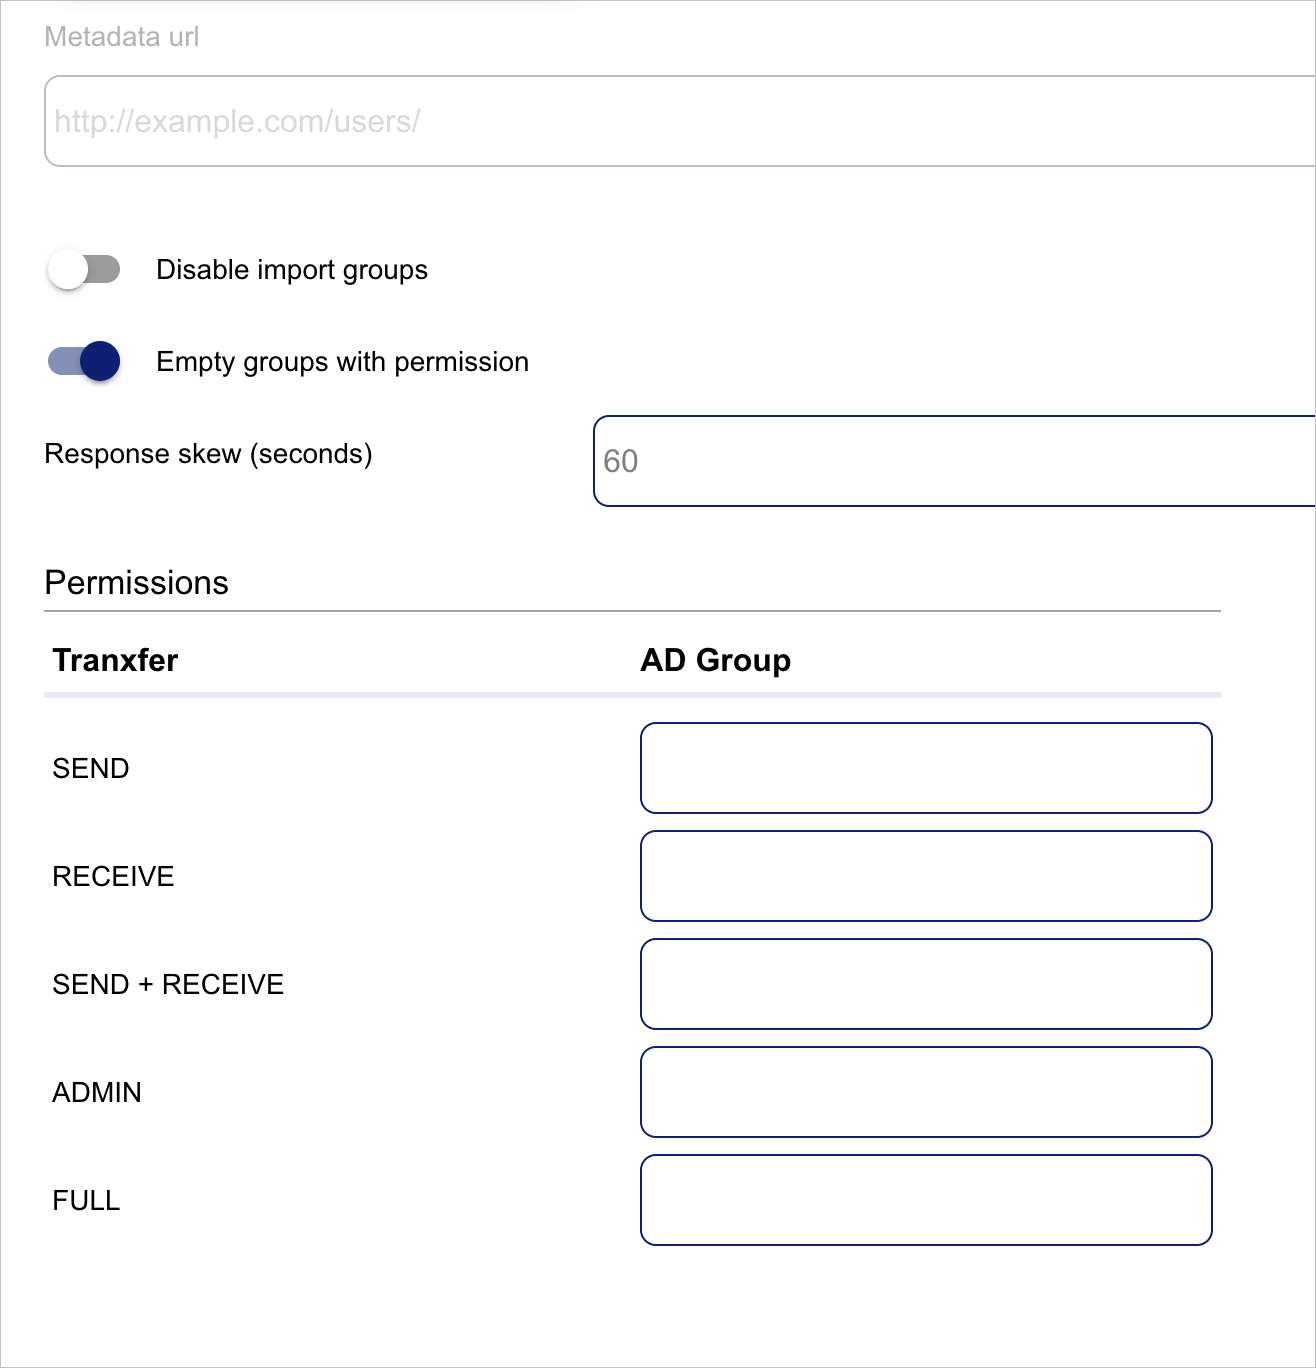 Metadata url
http://example.com/users/
Disable import groups
Empty groups with permission
Response skew (seconds)
60
Permissions
Tranxfer AD Group
SEND
RECEIVE
SEND + RECEIVE
ADMIN
FULL